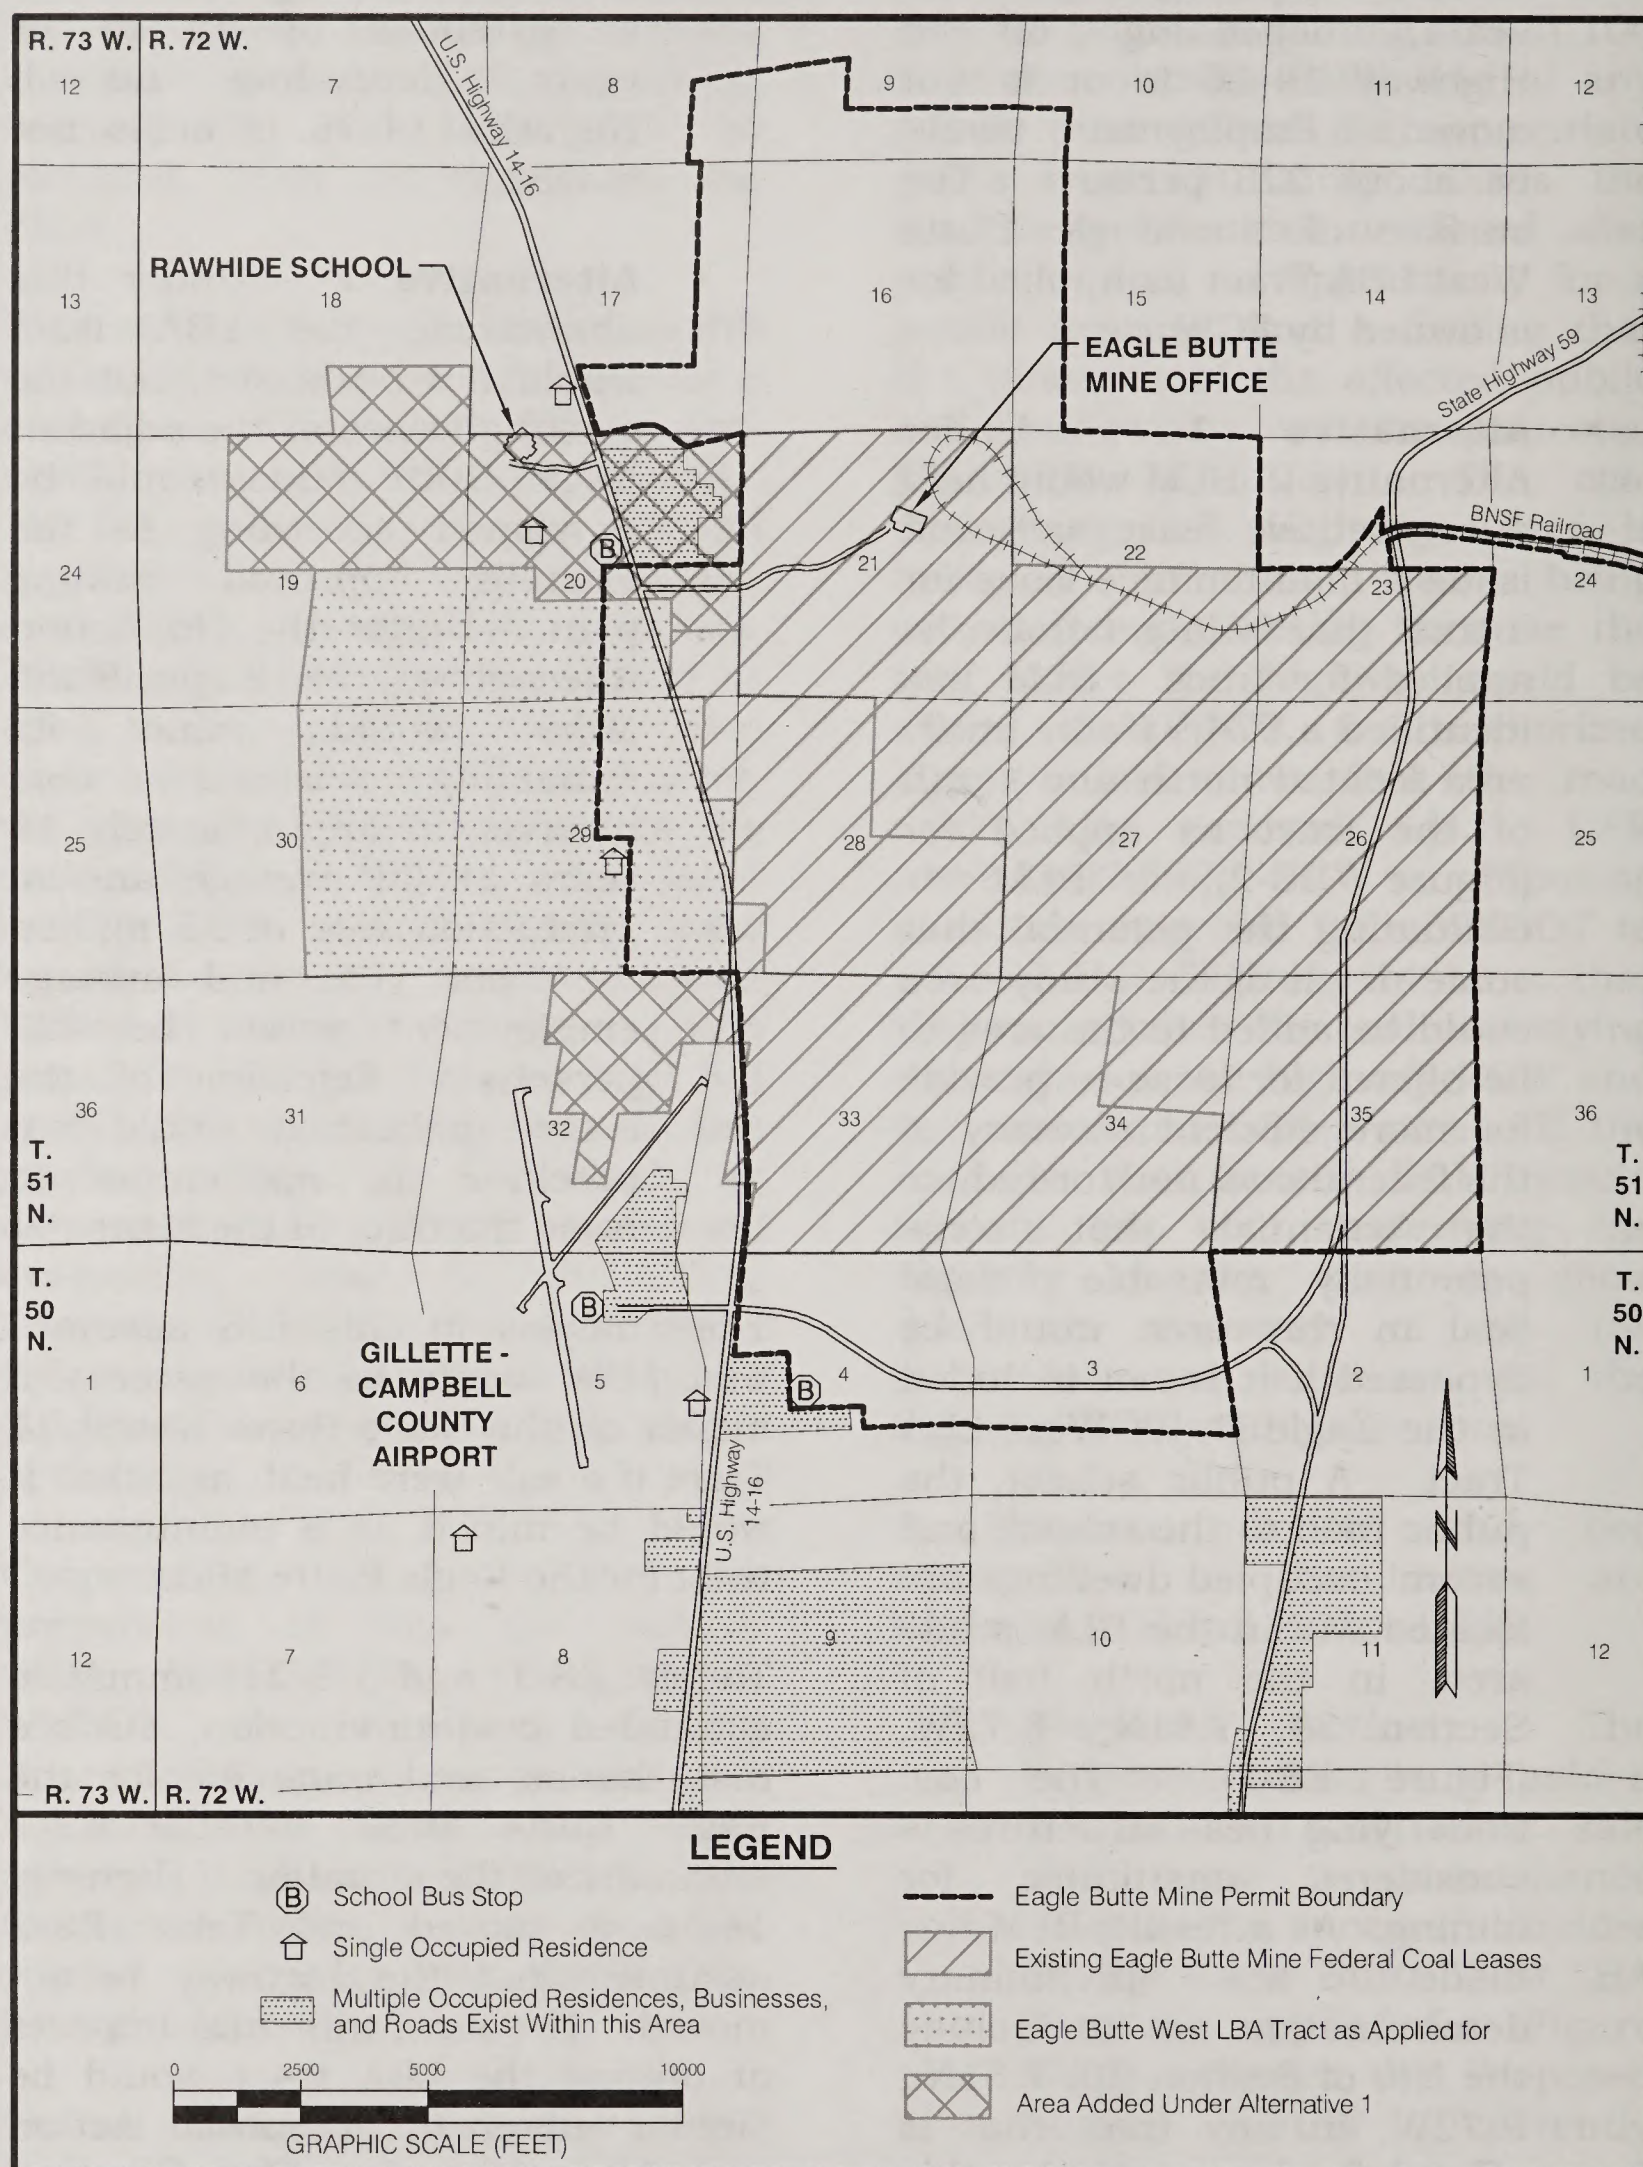 R. 73 W. R. 72 W.
12 7 8 9 10 11 12
U.S. Highway 14-16
RAWHIDE SCHOOL
13 18 17 16 15 14 13
EAGLE BUTTE
MINE OFFICE
State Highway 59
BNSF Railroad
B
24 19 20 21 22 23 24
25 30 29 28 27 26 25
36 31 32 33 34 35 36
T.
51
N.
T.
51
N.
T.
50
N.
T.
50
N.
B
GILLETTE -
CAMPBELL
COUNTY
AIRPORT
1 6 5 4 3 2 1
B
U.S. Highway
14-16
N
12 7 8 9 10 11 12
R. 73 W. R. 72 W.
LEGEND
B School Bus Stop
Single Occupied Residence
Multiple Occupied Residences, Businesses,
and Roads Exist Within this Area
0 2500 5000 10000
GRAPHIC SCALE (FEET)
Eagle Butte Mine Permit Boundary
Existing Eagle Butte Mine Federal Coal Leases
Eagle Butte West LBA Tract as Applied for
Area Added Under Alternative 1